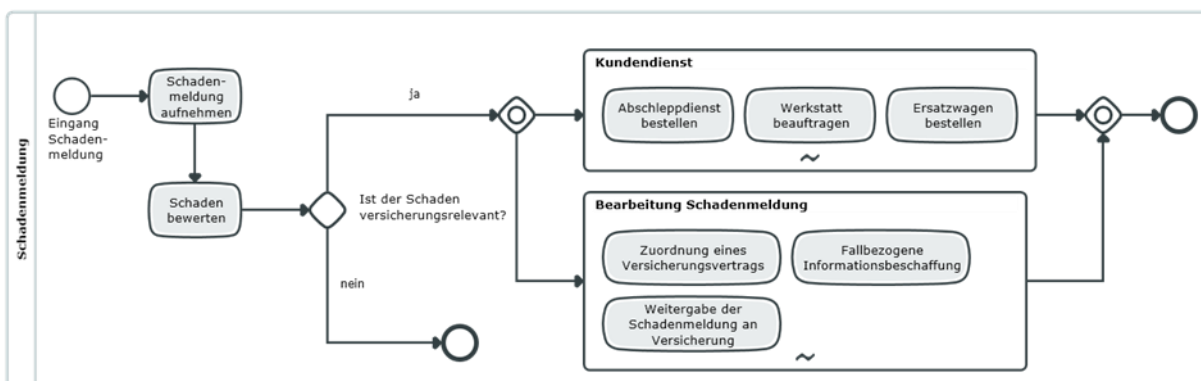 Schadenmeldung
Eingang
Schaden-
meldung
Schaden-
meldung
aufnehmen
Schaden
bewerten
Ist der Schaden
versicherungsrelevant?
ja
nein
Kundendienst
Abschleppdienst
bestellen
Werkstatt
beauftragen
Ersatzwagen
bestellen
~
Bearbeitung Schadenmeldung
Zuordnung eines
Versicherungsvertrags
Fallbezogene
Informationsbeschaffung
Weitergabe der
Schadenmeldung an
Versicherung
~